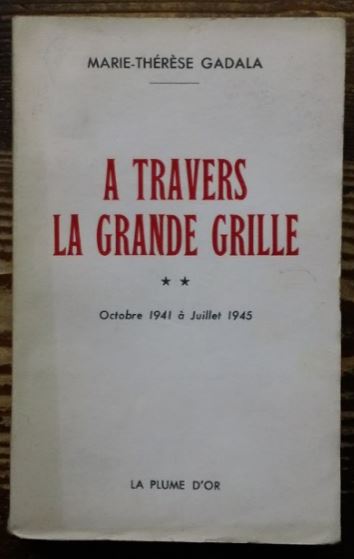 MARIE-THÉRÈSE GADALA
A TRAVERS
LA GRANDE GRILLE
★ ★
Octobre 1941 à Juillet 1945
LA PLUME D'OR